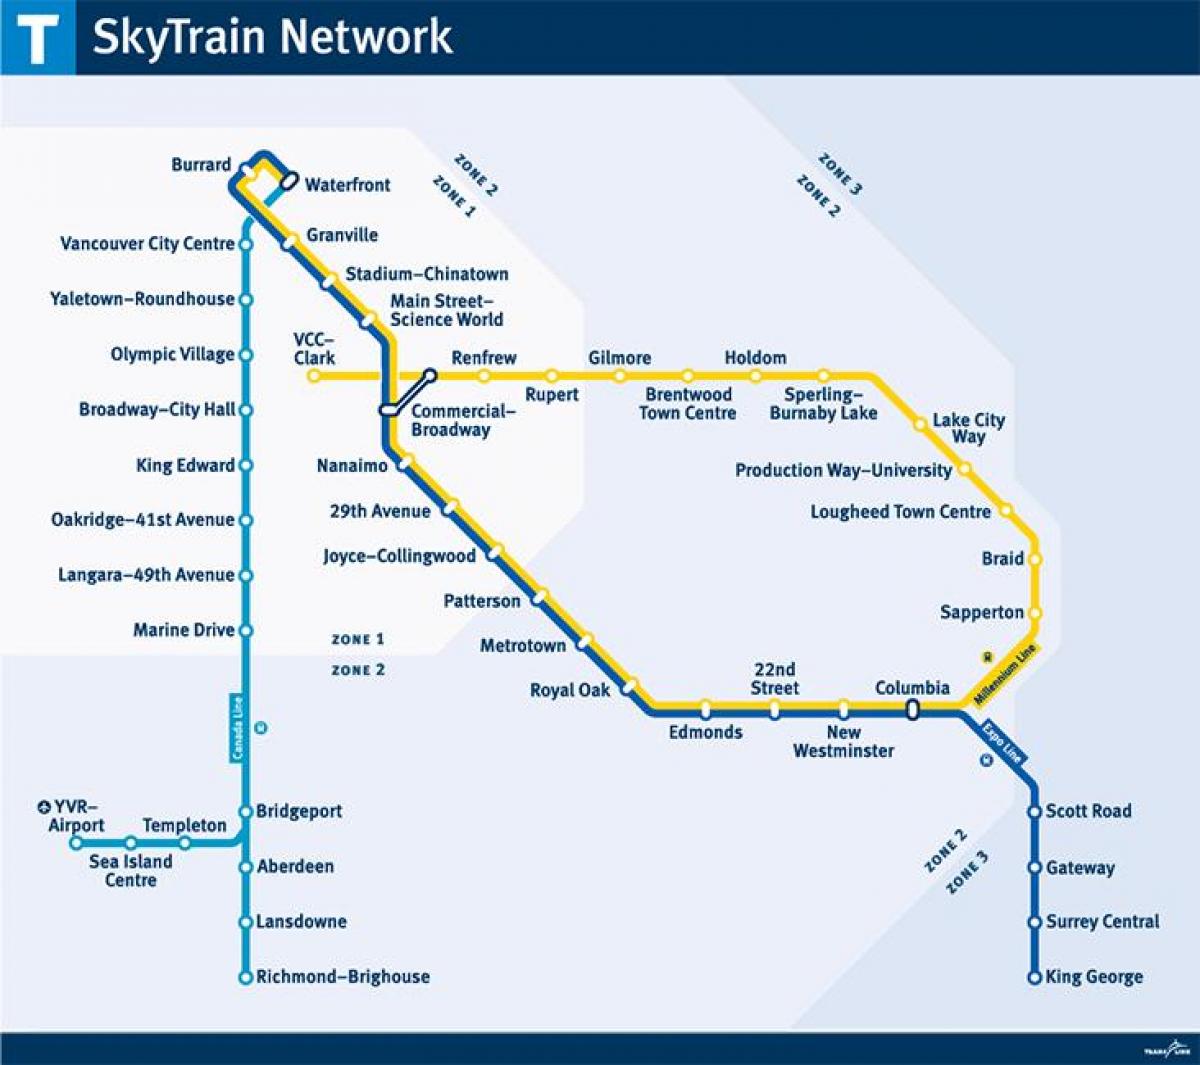 T
SkyTrain Network
ZONE 2
ZONE 1
ZONE 3
ZONE 2
Burrard
Waterfront
Vancouver City Centre
Granville
Yaletown–Roundhouse
Stadium–Chinatown
Main Street–
Science World
Olympic Village
VCC–
Clark
Renfrew
Rupert
Gilmore
Brentwood
Town Centre
Holdom
Sperling–
Burnaby Lake
Broadway–City Hall
Commercial–
Broadway
Lake City
Way
King Edward
Nanaimo
Production Way–University
Oakridge–41st Avenue
29th Avenue
Lougheed Town Centre
Langara–49th Avenue
Joyce–Collingwood
Braid
Patterson
Sapperton
Marine Drive
ZONE 1
ZONE 2
Metrotown
Royal Oak
Millennium Line
Edmonds
22nd
Street
New
Westminster
Columbia
Canada Line
Expo Line
YVR–
Airport
Sea Island
Centre
Templeton
Bridgeport
Scott Road
ZONE 2
ZONE 3
Aberdeen
Gateway
Lansdowne
Surrey Central
Richmond–Brighouse
King George
TRANS LINK